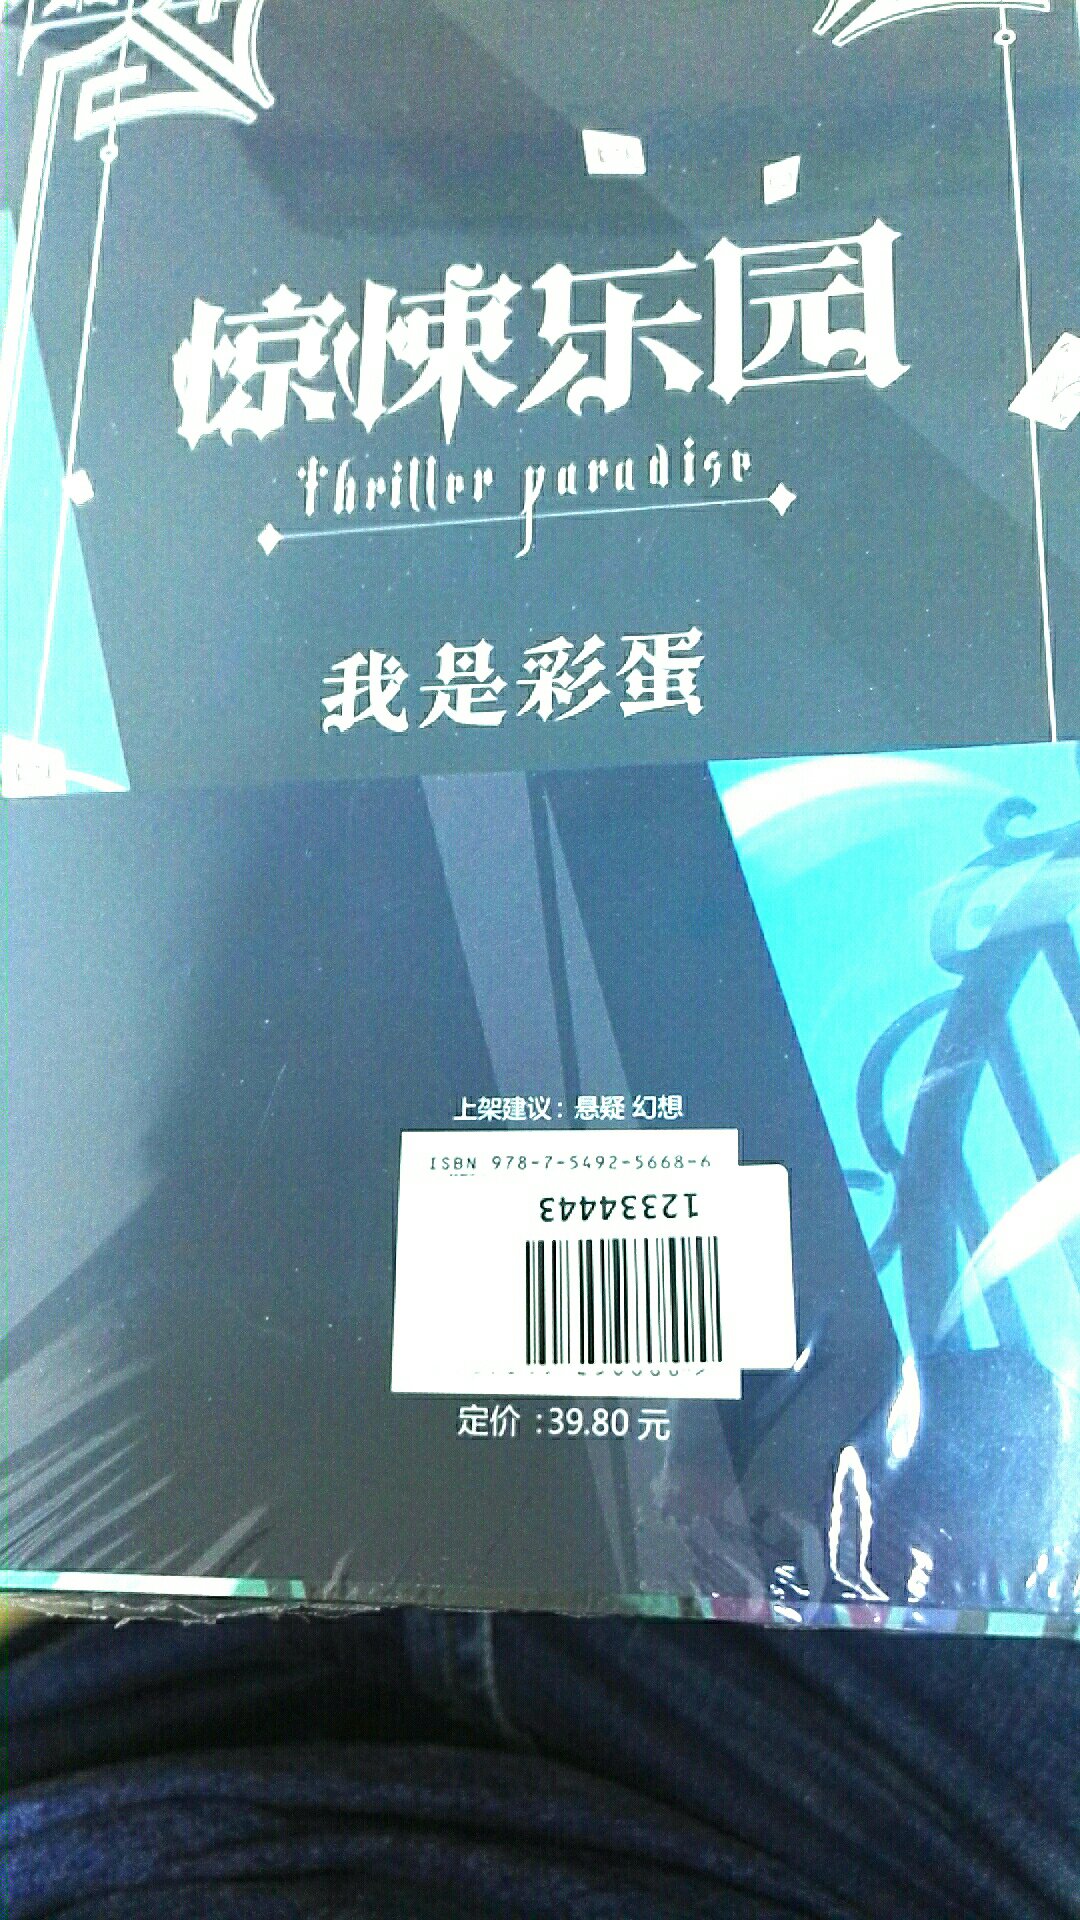 惊悚乐园
Thriller paradise
我是彩蛋
上架建议：悬疑 幻想
ISBN 978-7-5492-5668-6
12334443
定价：39.80 元